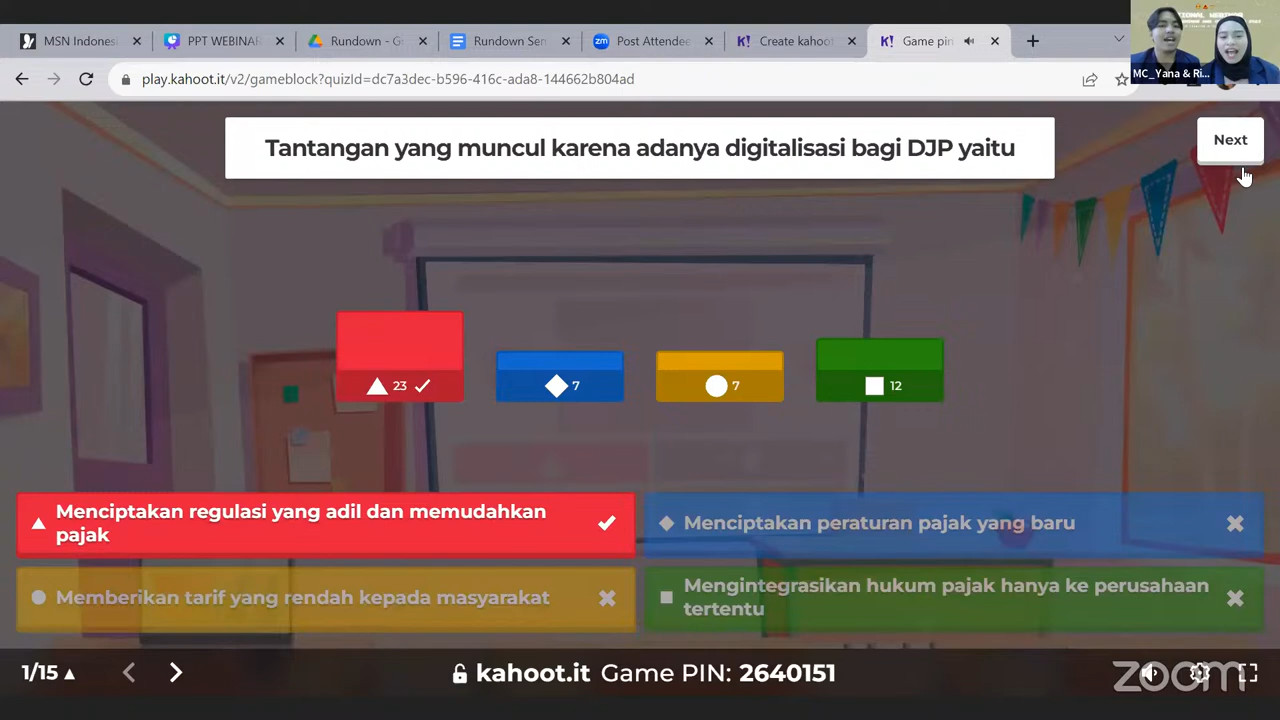 MSN Indones
PPT WEBINAR
Rundown - G
Rundown Sem
Post Attendee
Create kahoot
Game pin
play.kahoot.it/v2/gameblock?quizId=dc7a3dec-b596-416c-ada8-144662b804ad
MC_Yana & Ri...
Tantangan yang muncul karena adanya digitalisasi bagi DJP yaitu
Next
23
7
7
12
Menciptakan regulasi yang adil dan memudahkan
pajak
Menciptakan peraturan pajak yang baru
Memberikan tarif yang rendah kepada masyarakat
Mengintegrasikan hukum pajak hanya ke perusahaan
tertentu
1/15
kahoot.it Game PIN: 2640151
zoom